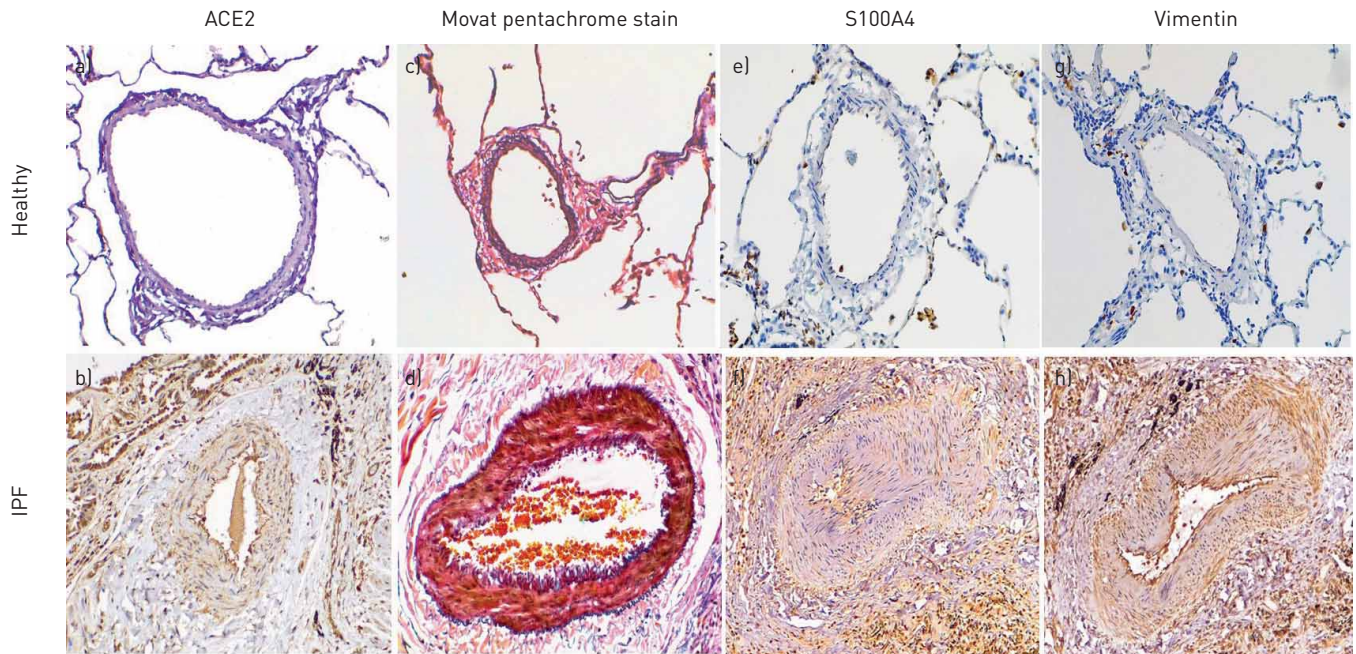 ACE2
Movat pentachrome stain
S100A4
Vimentin
Healthy
a)
c)
e)
g)
IPF
b)
d)
f)
h)